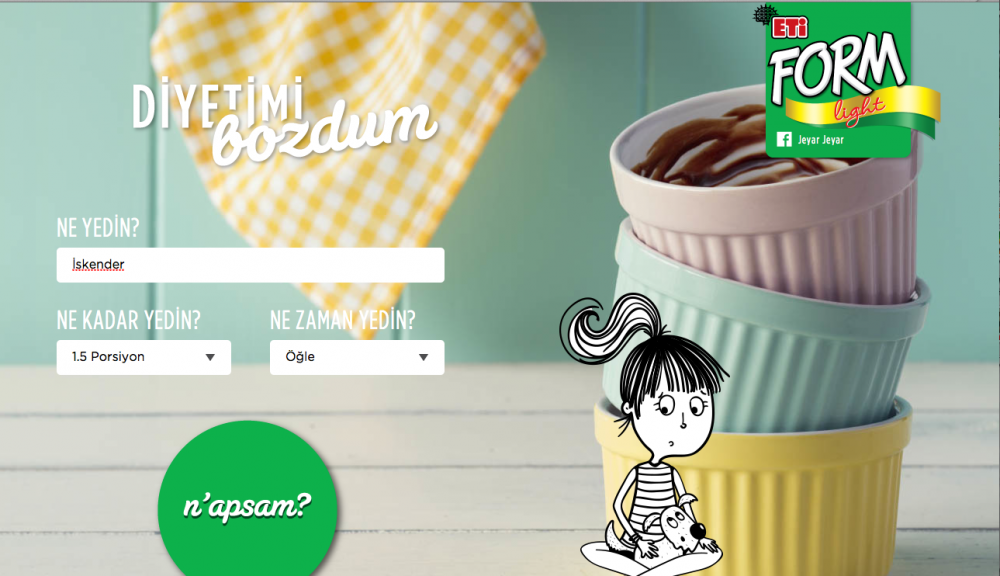 DİYETİMİ
bozdum
ETİ
FORM
light
Jeyar Jeyar
NE YEDİN?
İskender
NE KADAR YEDİN?
NE ZAMAN YEDİN?
1.5 Porsiyon
Öğle
n'apsam?